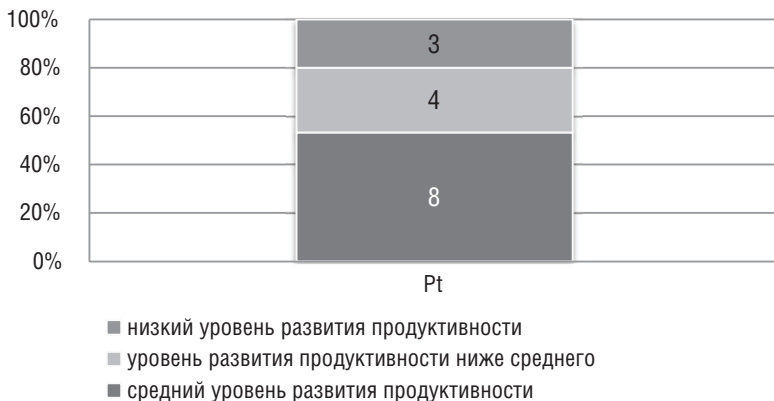 100%
3
80%
4
60%
40%
8
20%
0%
Pt
низкий уровень развития продуктивности
уровень развития продуктивности ниже среднего
средний уровень развития продуктивности